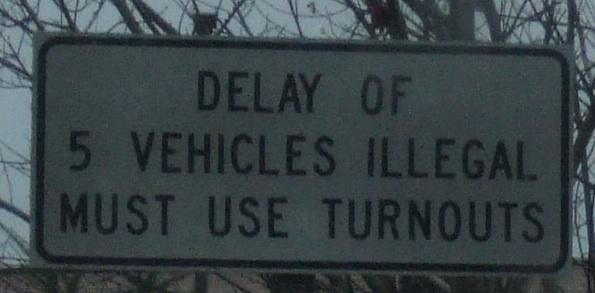 DELAY OF
5 VEHICLES ILLEGAL
MUST USE TURNOUTS